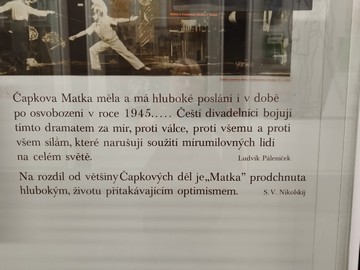 Čapkova Matka měla a má hluboké poslání i v době
po osvobození v roce 1945..... Čeští divadelníci bojují
tímto dramatem za mír, proti válce, proti všemu a proti
všem silám, které narušují soužití mírumilovných lidí
na celém světě.
Ludvík Páleníček
Na rozdíl od většiny Čapkových děl je „Matka" prodchnuta
hlubokým, životu přitakávajícím optimismem.
S. V. Nikolskij